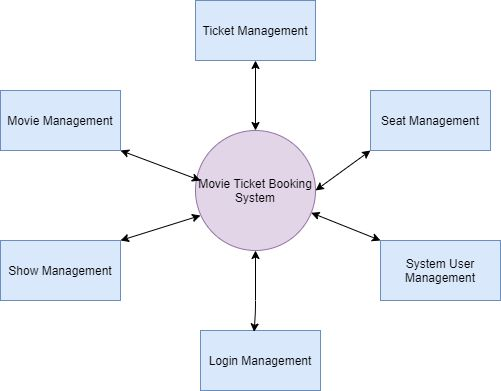 Ticket Management
Movie Management
Seat Management
Movie Ticket Booking
System
Show Management
System User
Management
Login Management